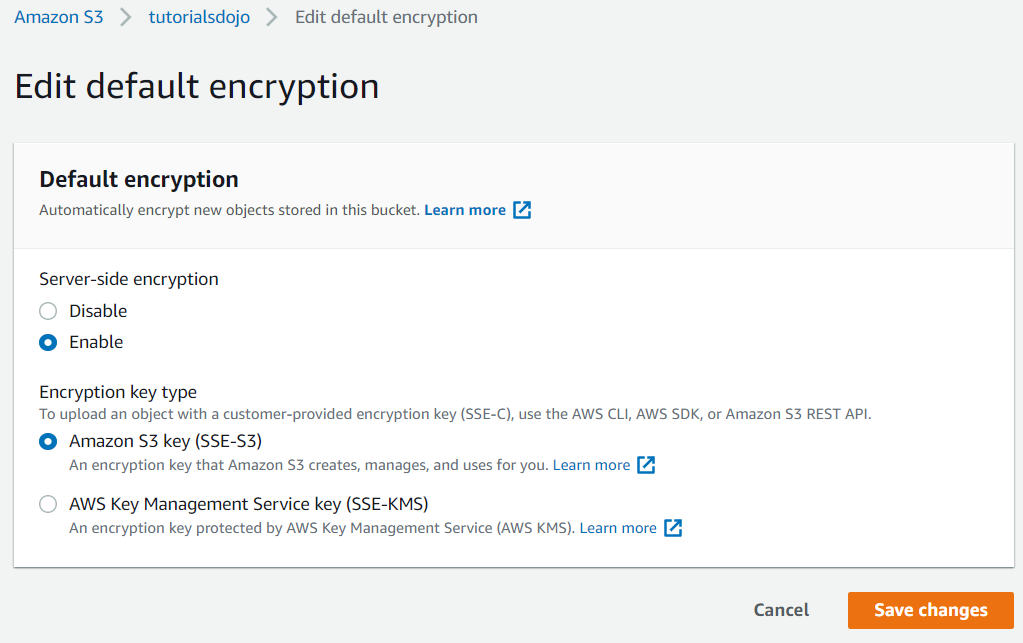 Amazon S3 > tutorialsdojo > Edit default encryption
Edit default encryption
Default encryption
Automatically encrypt new objects stored in this bucket. Learn more
Server-side encryption
Disable
Enable
Encryption key type
To upload an object with a customer-provided encryption key (SSE-C), use the AWS CLI, AWS SDK, or Amazon S3 REST API.
Amazon S3 key (SSE-S3)
An encryption key that Amazon S3 creates, manages, and uses for you. Learn more
AWS Key Management Service key (SSE-KMS)
An encryption key protected by AWS Key Management Service (AWS KMS). Learn more
Cancel Save changes